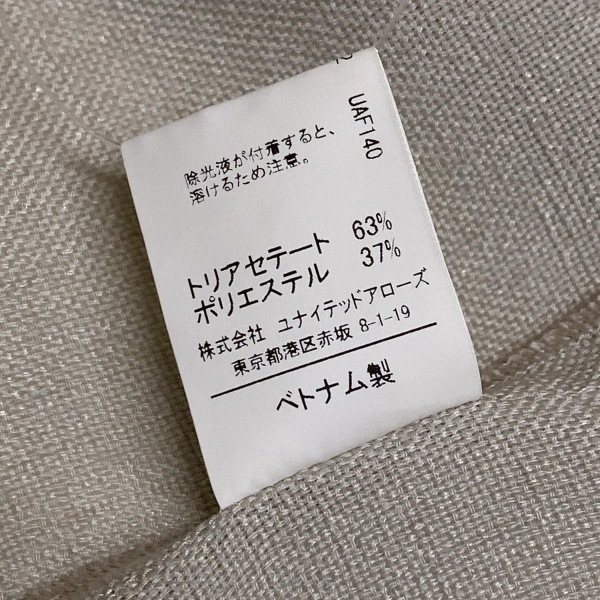 UAF140
除光液が付着すると、
溶けるため注意。
トリアセテート 63%
ポリエステル 37%
株式会社 ユナイテッドアローズ
東京都港区赤坂 8-1-19
ベトナム製